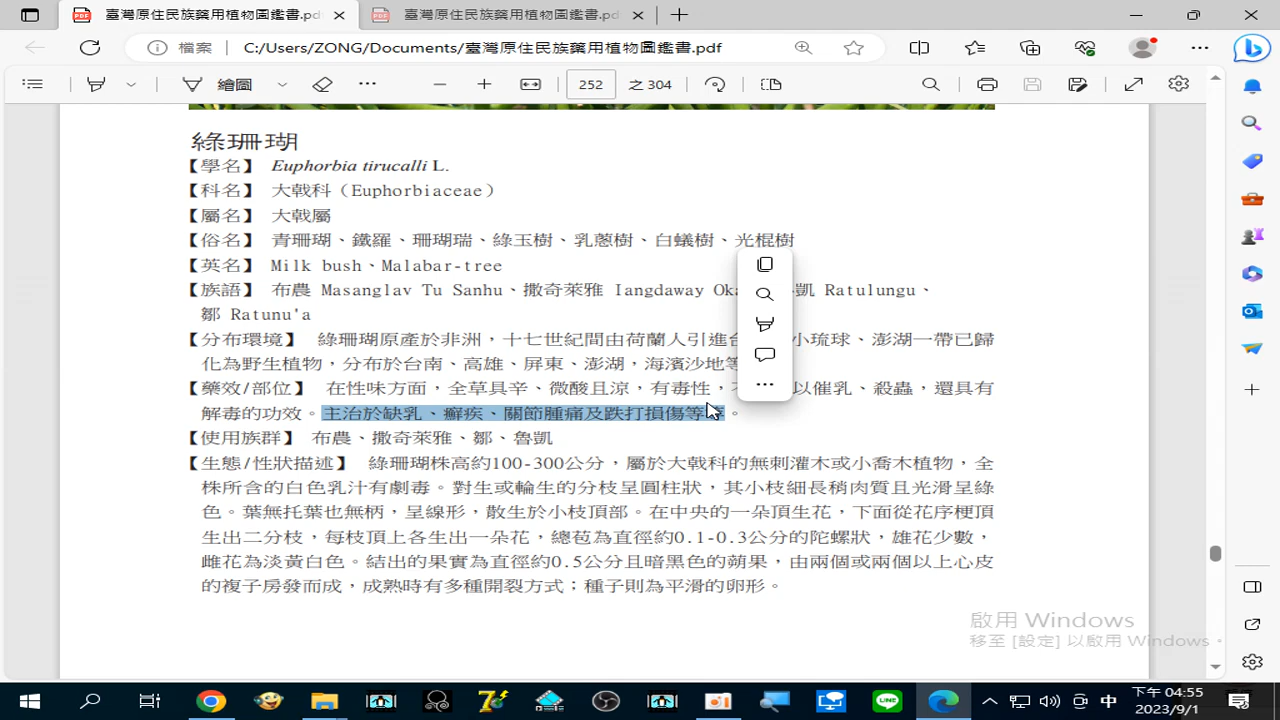 臺灣原住民族藥用植物圖鑑書.pdf
臺灣原住民族藥用植物圖鑑書.pdf
檔案
C:/Users/ZONG/Documents/臺灣原住民族藥用植物圖鑑書.pdf
繪圖
252
之 304
綠珊瑚
【學名】 Euphorbia tirucalli L.
【科名】 大戟科（Euphorbiaceae）
【屬名】 大戟屬
【俗名】 青珊瑚、鐵羅、珊瑚瑞、綠玉樹、乳蔥樹、白蟻樹、光棍樹
【英名】 Milk bush、Malabar-tree
【族語】 布農 Masanglav Tu Sanhu、撒奇萊雅 Iangdaway Oka 凱 Ratulungu、
鄒 Ratunu'a
【分布環境】 綠珊瑚原產於非洲，十七世紀間由荷蘭人引進 小琉球、澎湖一帶已歸
化為野生植物，分布於台南、高雄、屏東、澎湖，海濱沙地等
【藥效/部位】 在性味方面，全草具辛、微酸且涼，有毒性， 以催乳、殺蟲，還具有
解毒的功效。主治於缺乳、癬疾、關節腫痛及跌打損傷等 。
【使用族群】 布農、撒奇萊雅、鄒、魯凱
【生態/性狀描述】 綠珊瑚株高約100-300公分，屬於大戟科的無刺灌木或小喬木植物，全
株所含的白色乳汁有劇毒。對生或輪生的分枝呈圓柱狀，其小枝細長稍肉質且光滑呈綠
色。葉無托葉也無柄，呈線形，散生於小枝頂部。在中央的一朵頂生花，下面從花序梗頂
生出二分枝，每枝頂上各生出一朵花，總苞為直徑約0.1-0.3公分的陀螺狀，雄花少數，
雌花為淡黃白色。結出的果實為直徑約0.5公分且暗黑色的蒴果，由兩個或兩個以上心皮
的複子房發而成，成熟時有多種開裂方式；種子則為平滑的卵形。
啟用 Windows
移至 [設定] 以啟用 Windows。
中
下午 04:55
2023/9/1